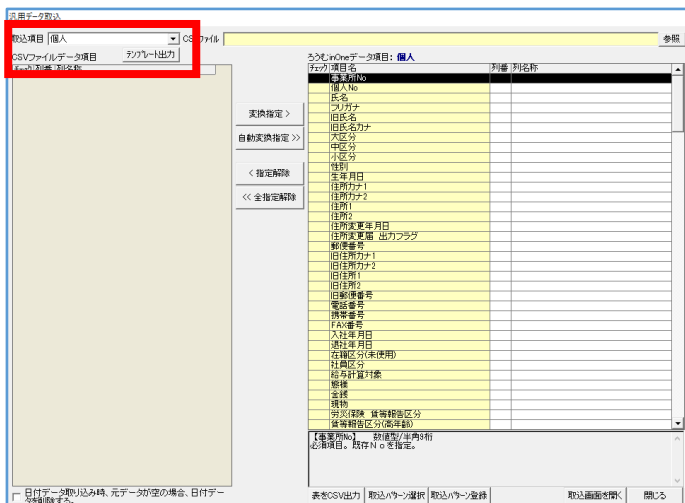 汎用データ取込
取込項目 個人 CSVファイル 参照
CSVファイルデータ項目 テンプレート出力 ろうむinOneデータ項目：個人
チェック 列番 列名称
チェック 項目名 列番 列名称
事業所No
個人No
氏名
フリガナ
旧氏名
旧氏名カナ
大区分
中区分
小区分
性別
生年月日
住所カナ1
住所カナ2
住所1
住所2
住所変更年月日
住所変更届 出力フラグ
郵便番号
旧住所カナ1
旧住所カナ2
旧住所1
旧住所2
旧郵便番号
電話番号
携帯番号
FAX番号
入社年月日
退社年月日
在籍区分(未使用)
社員区分
給与計算対象
態様
金銭
現物
労災保険 賃等報告区分
賃等報告区分(高年齢)
変換指定 >
自動変換指定 >>
< 指定解除
<< 全指定解除
【事業所No】 数値型/半角9桁
必須項目。既存Noを指定。
日付データ取り込み時、元データが空の場合、日付デー
タを削除する。
表をCSV出力 取込パターン選択 取込パターン登録 取込画面を開く 閉じる